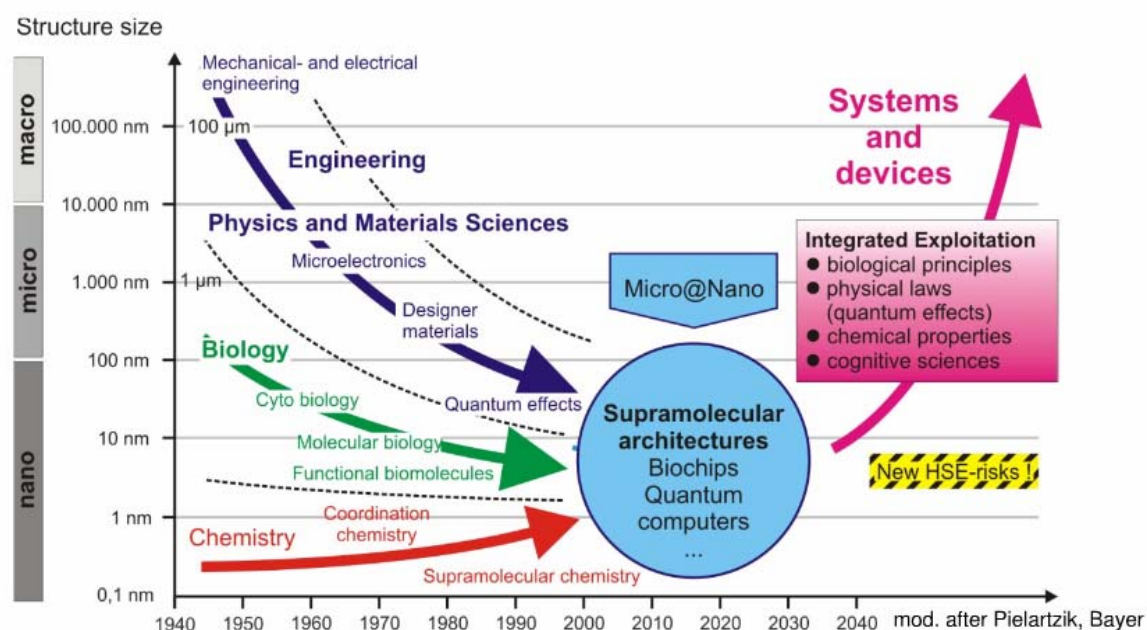 Structure size
macro
micro
nano
100.000 nm
10.000 nm
1.000 nm
100 nm
10 nm
1 nm
0,1 nm
100 µm
1 µm
Mechanical- and electrical
engineering
Engineering
Physics and Materials Sciences
Microelectronics
Designer
materials
Quantum effects
Biology
Cyto biology
Molecular biology
Functional biomolecules
Chemistry
Coordination
chemistry
Supramolecular chemistry
Micro@Nano
Supramolecular
architectures
Biochips
Quantum
computers
...
Systems
and
devices
Integrated Exploitation
● biological principles
● physical laws
(quantum effects)
● chemical properties
● cognitive sciences
New HSE-risks !
1940 1950 1960 1970 1980 1990 2000 2010 2020 2030 2040
mod. after Pielartzik, Bayer